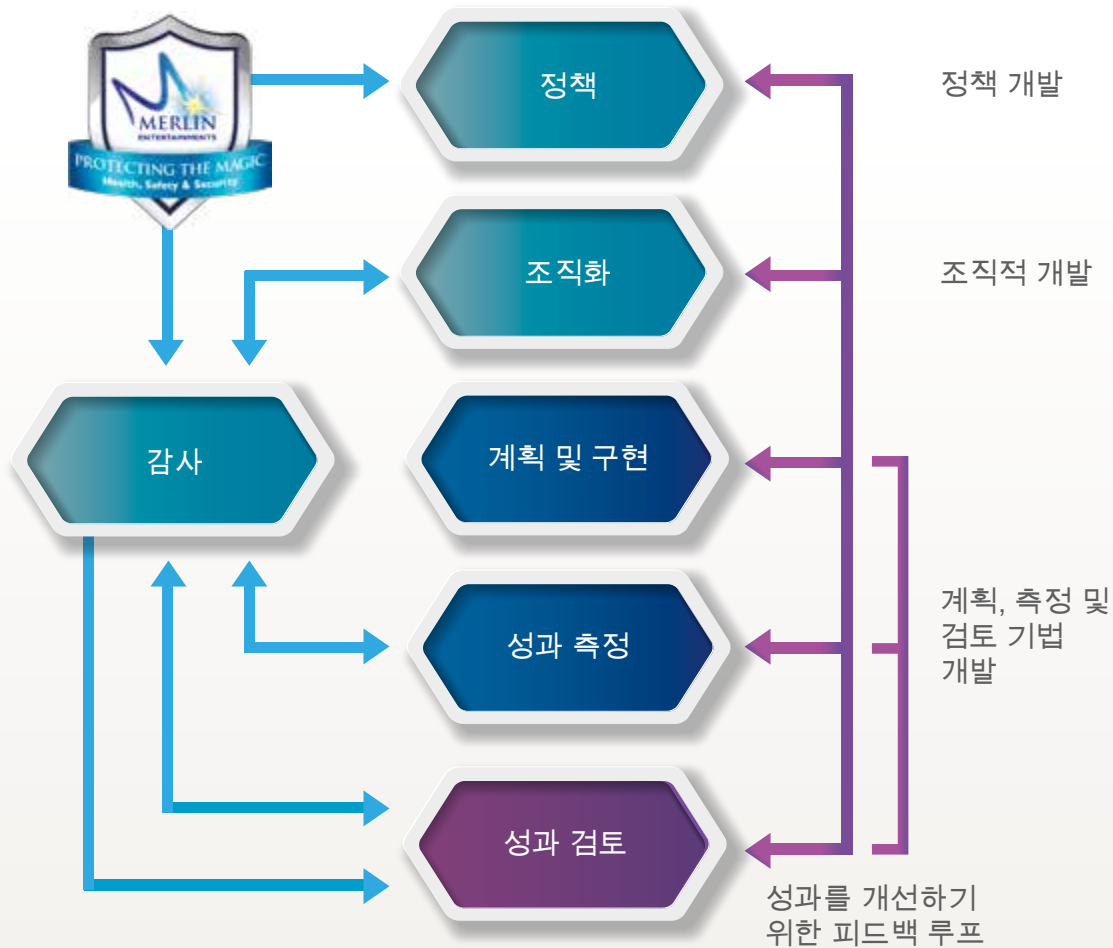 MERLIN
ENTERTAINMENTS
PROTECTING THE MAGIC
Health, Safety & Security
정책
정책 개발
조직화
조직적 개발
감사
계획 및 구현
성과 측정
계획, 측정 및
검토 기법
개발
성과 검토
성과를 개선하기
위한 피드백 루프